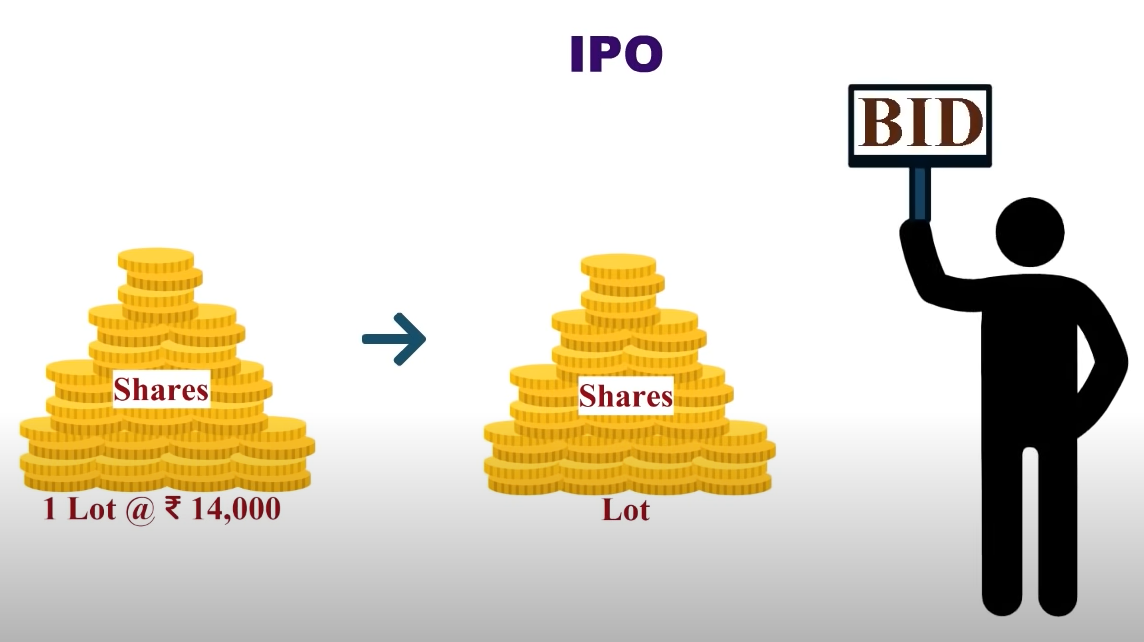 IPO
BID
Shares
Shares
1 Lot @ ₹ 14,000
Lot